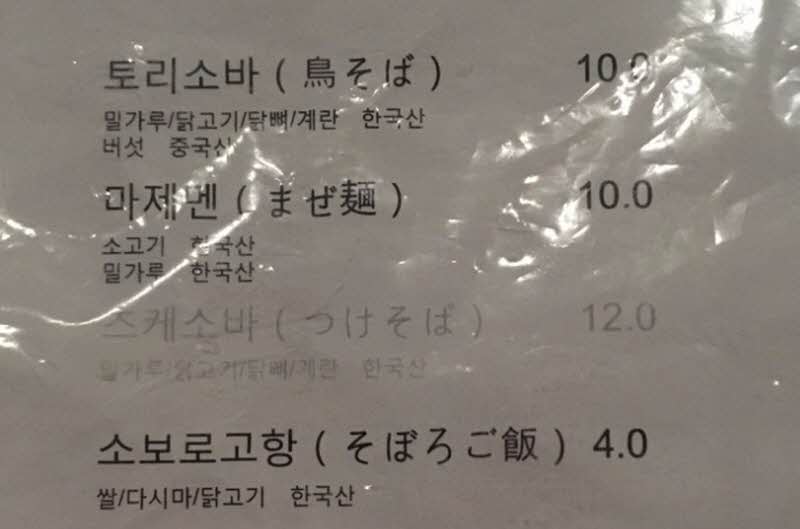 토리소바 ( 鳥そば ) 10.0
밀가루/닭고기/닭뼈/계란 한국산
버섯 중국산
마제멘 ( まぜ麺 ) 10.0
소고기 한국산
밀가루 한국산
츠케소바 ( つけそば ) 12.0
밀가루/닭고기/닭뼈/계란 한국산
소보로고항 ( そぼろご飯 ) 4.0
쌀/다시마/닭고기 한국산